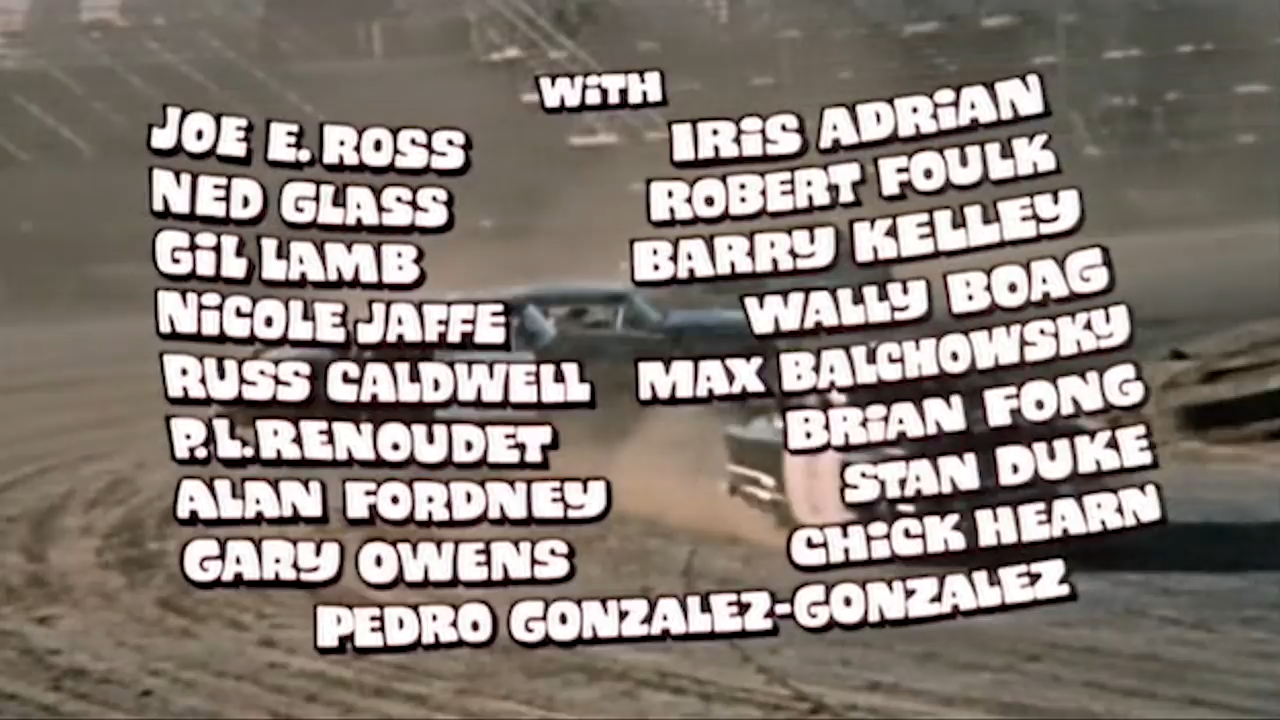 WiTH
JOE E. ROSS
NED GLASS
GiL LAMB
NiCOLE JAFFE
RUSS CALDWELL
P. L. RENOUDET
ALAN FORDNEY
GARY OWENS
IRiS ADRiAN
ROBERT FOULK
BARRY KELLEY
WALLY BOAG
MAX BALCHOWSKY
BRiAN FONG
STAN DUKE
CHiCK HEARN
PEDRO GONZALEZ-GONZALEZ